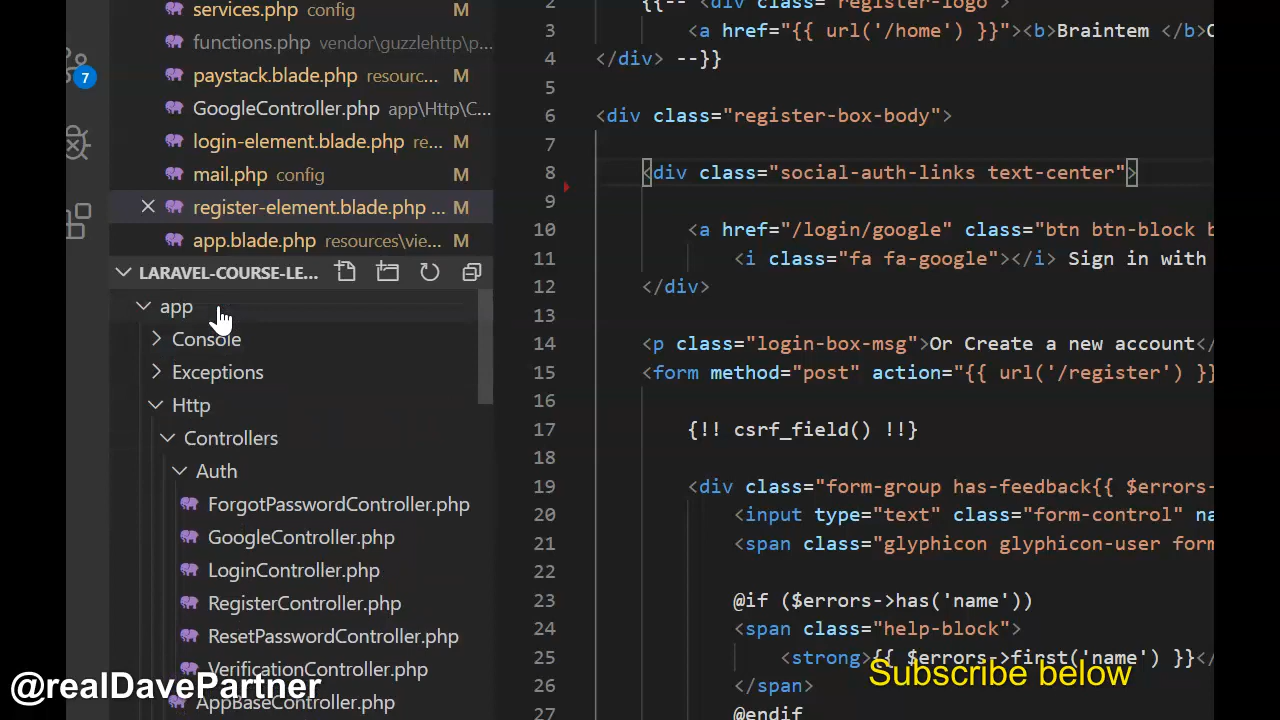 services.php config M
functions.php vendor\guzzlehttp\p...
paystack.blade.php resourc... M
GoogleController.php app\Http\C...
login-element.blade.php re... M
mail.php config M
register-element.blade.php ... M
app.blade.php resources\vie... M
7
LARAVEL-COURSE-LE...
app
Console
Exceptions
Http
Controllers
Auth
ForgotPasswordController.php
GoogleController.php
LoginController.php
RegisterController.php
ResetPasswordController.php
VerificationController.php
AppBaseController.php
2 {{-- <div class="register-logo">
3 <a href="{{ url('/home') }}"><b>Braintem </b>
4 </div> --}}
5
6 <div class="register-box-body">
7
8 <div class="social-auth-links text-center">
9
10 <a href="/login/google" class="btn btn-block
11 <i class="fa fa-google"></i> Sign in with
12 </div>
13
14 <p class="login-box-msg">Or Create a new account</
15 <form method="post" action="{{ url('/register') }}
16
17 {!! csrf_field() !!}
18
19 <div class="form-group has-feedback{{ $errors-
20 <input type="text" class="form-control" na
21 <span class="glyphicon glyphicon-user form
22
23 @if ($errors->has('name'))
24 <span class="help-block">
25 <strong>{{ $errors->first('name') }}</
26 </span>
27 @endif
@realDavePartner
Subscribe below